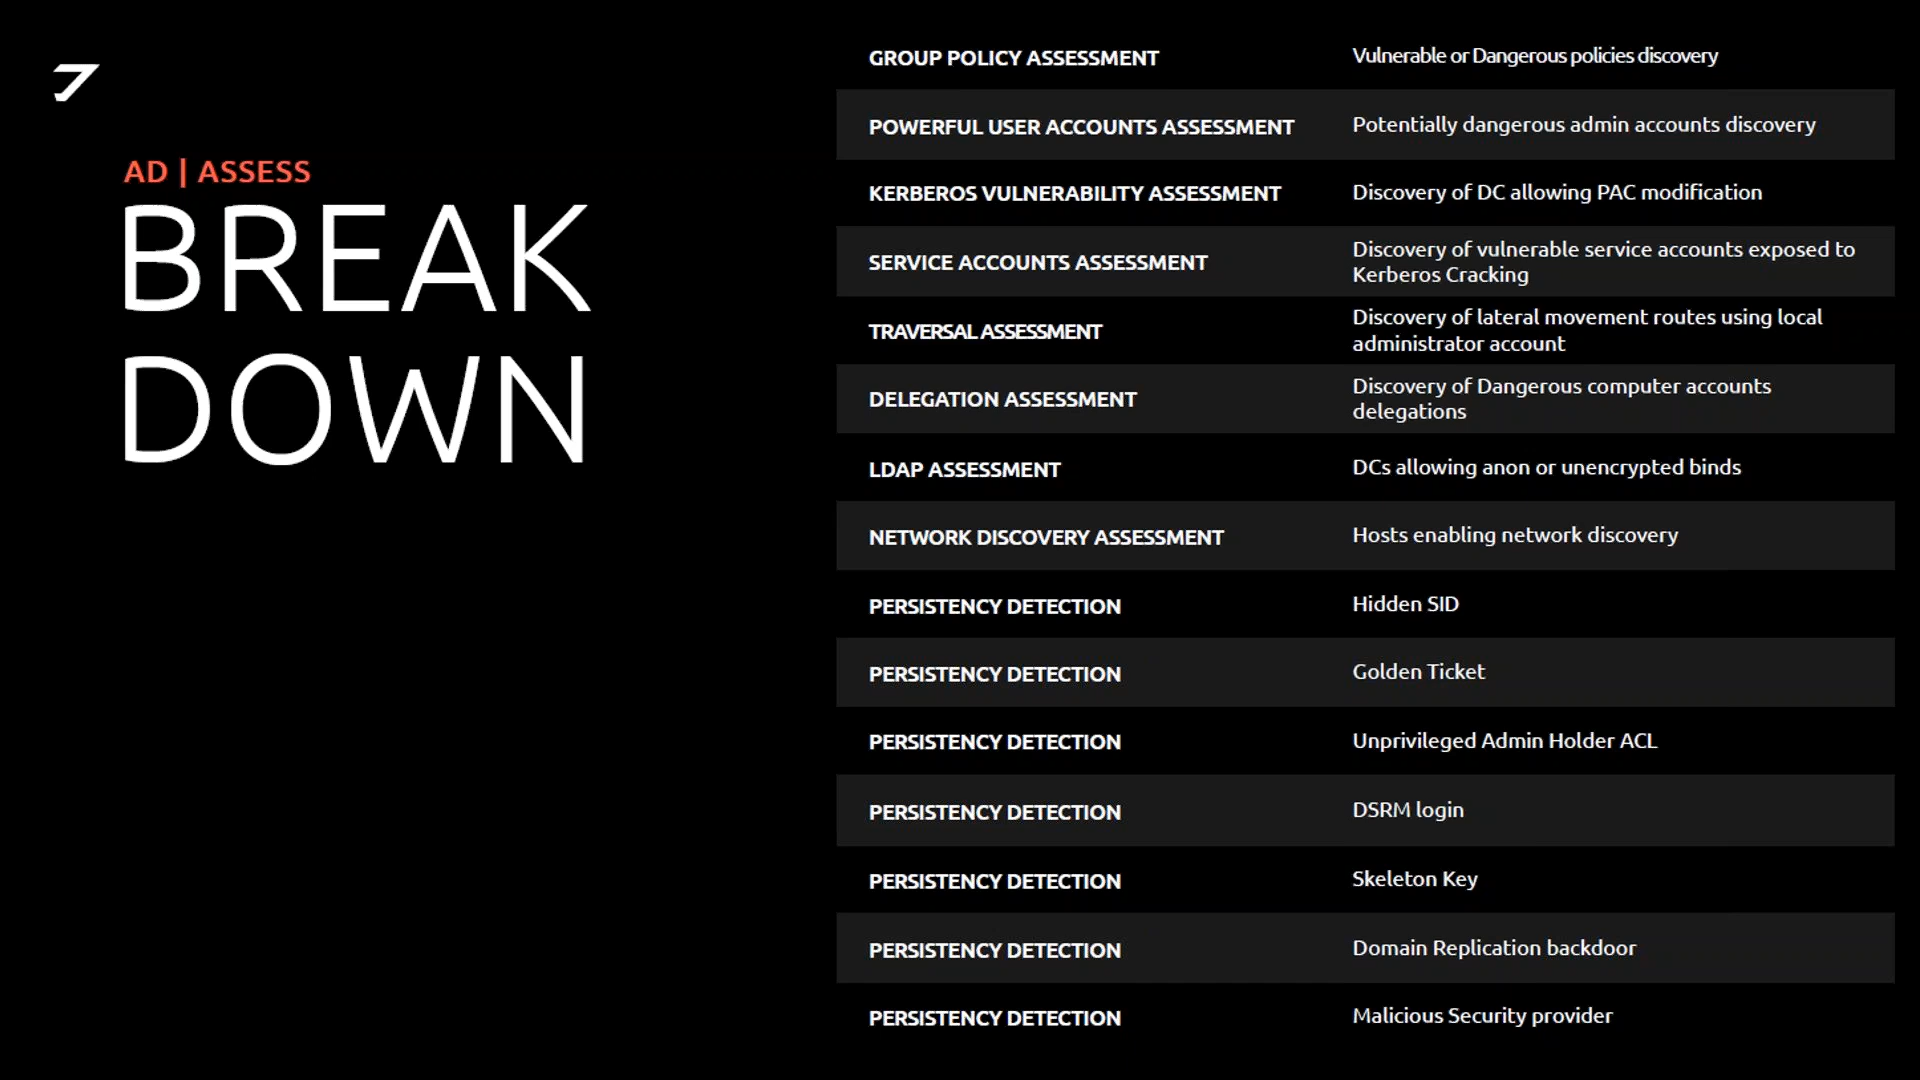 AD | ASSESS
BREAK
DOWN
GROUP POLICY ASSESSMENT Vulnerable or Dangerous policies discovery
POWERFUL USER ACCOUNTS ASSESSMENT Potentially dangerous admin accounts discovery
KERBEROS VULNERABILITY ASSESSMENT Discovery of DC allowing PAC modification
SERVICE ACCOUNTS ASSESSMENT Discovery of vulnerable service accounts exposed to
Kerberos Cracking
TRAVERSAL ASSESSMENT Discovery of lateral movement routes using local
administrator account
DELEGATION ASSESSMENT Discovery of Dangerous computer accounts
delegations
LDAP ASSESSMENT DCs allowing anon or unencrypted binds
NETWORK DISCOVERY ASSESSMENT Hosts enabling network discovery
PERSISTENCY DETECTION Hidden SID
PERSISTENCY DETECTION Golden Ticket
PERSISTENCY DETECTION Unprivileged Admin Holder ACL
PERSISTENCY DETECTION DSRM login
PERSISTENCY DETECTION Skeleton Key
PERSISTENCY DETECTION Domain Replication backdoor
PERSISTENCY DETECTION Malicious Security provider